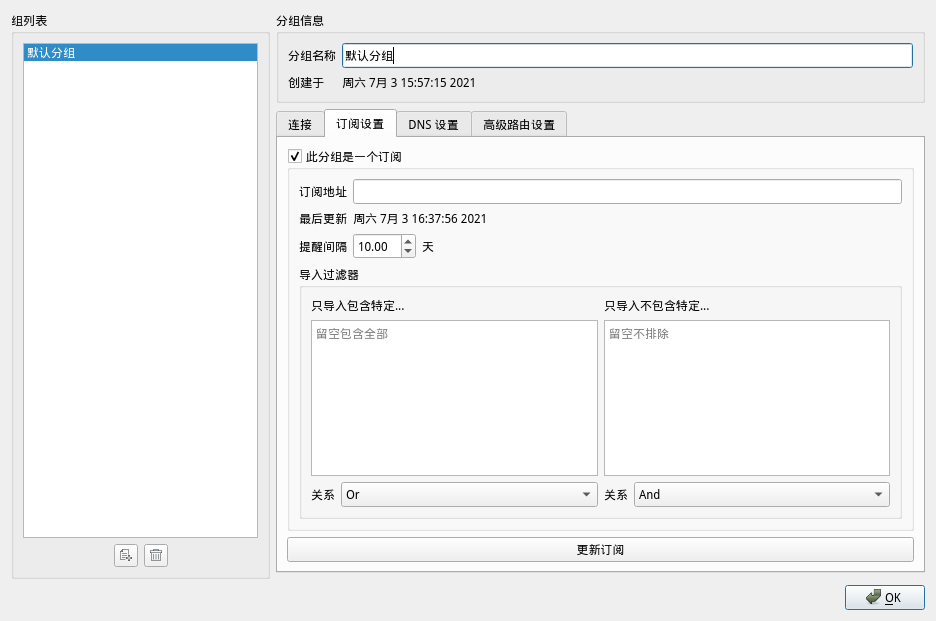 组列表
默认分组
分组信息
分组名称 默认分组
创建于 周六 7月 3 15:57:15 2021
连接 订阅设置 DNS 设置 高级路由设置
此分组是一个订阅
订阅地址
最后更新 周六 7月 3 16:37:56 2021
提醒间隔 10.00 天
导入过滤器
只导入包含特定... 只导入不包含特定...
留空包含全部 留空不排除
关系 Or 关系 And
更新订阅
OK